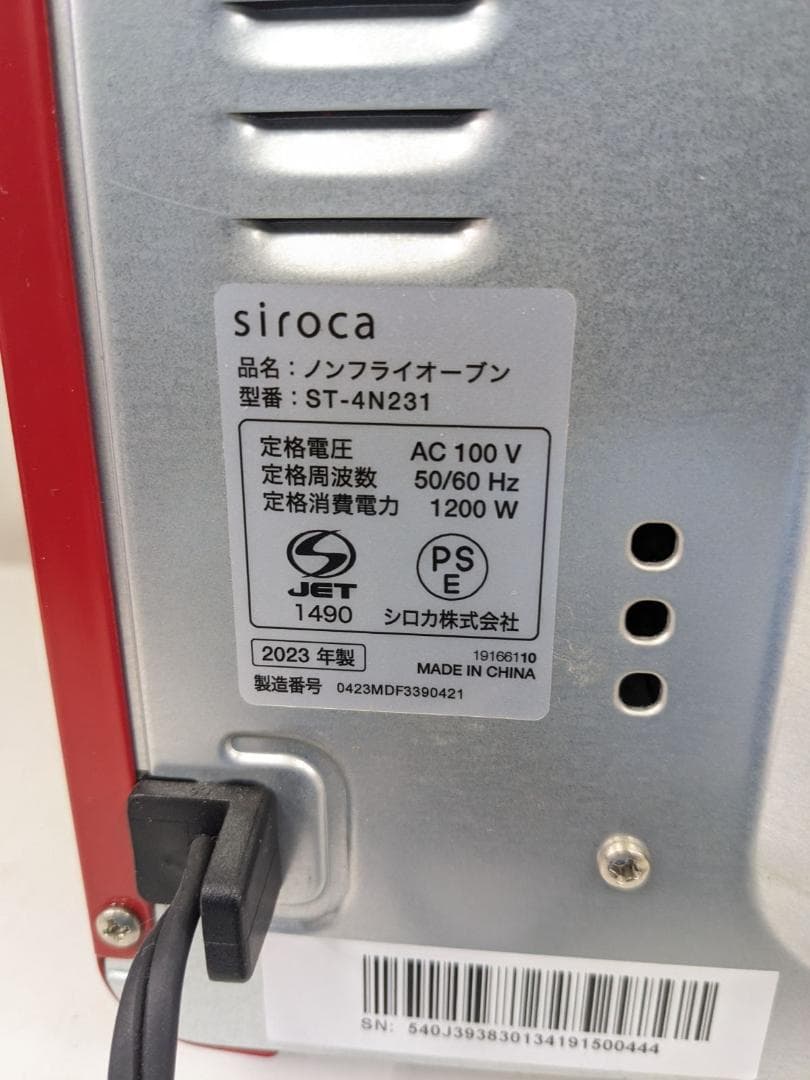 siroca
品名：ノンフライオーブン
型番：ST-4N231
定格電圧 AC 100 V
定格周波数 50/60 Hz
定格消費電力 1200 W
JET
1490
PS
E
シロカ株式会社
2023 年製
19166110
MADE IN CHINA
製造番号 0423MDF3390421
SN: 540J393830134191500444